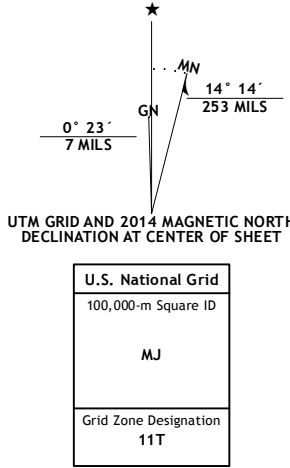 ★
MN
GN
14° 14´
253 MILS
0° 23´
7 MILS
UTM GRID AND 2014 MAGNETIC NORTH
DECLINATION AT CENTER OF SHEET
U.S. National Grid
100,000-m Square ID
MJ
Grid Zone Designation
11T